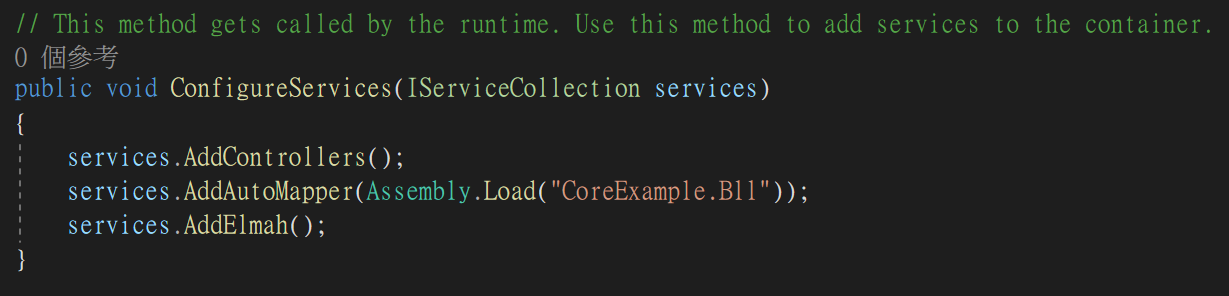 // This method gets called by the runtime. Use this method to add services to the container.
0 個參考
public void ConfigureServices(IServiceCollection services)
{
    services.AddControllers();
    services.AddAutoMapper(Assembly.Load("CoreExample.Bll"));
    services.AddElmah();
}